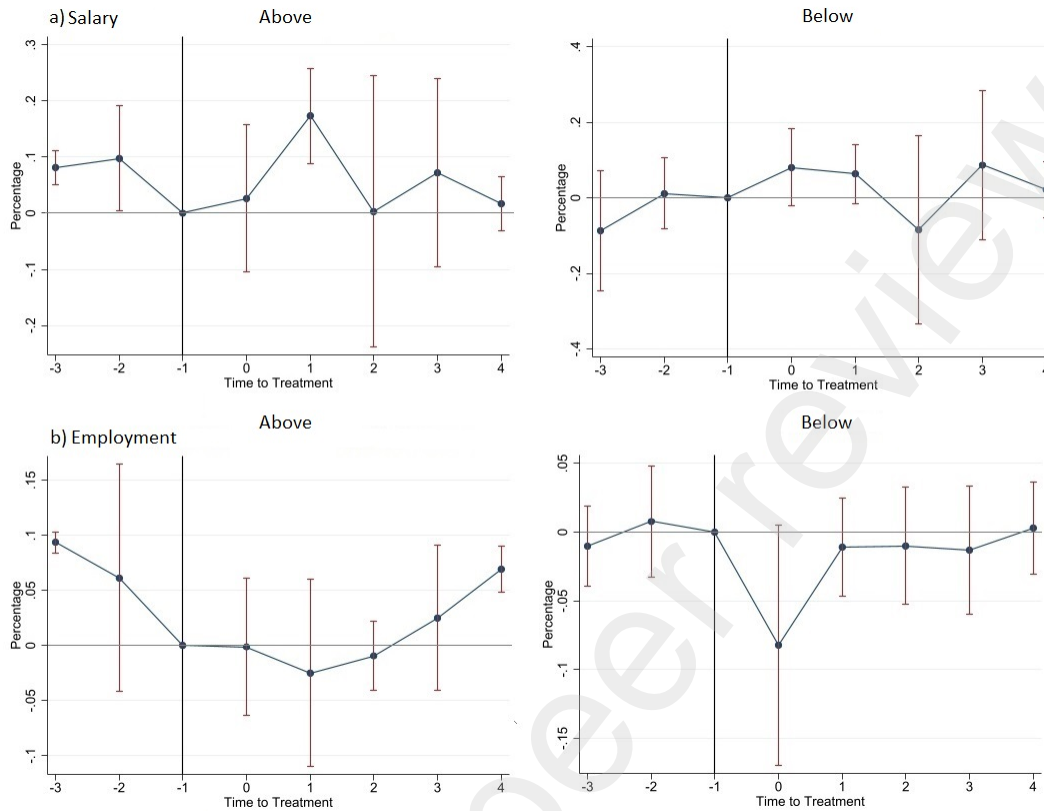 a) Salary
Above
Below
.3
.2
.1
0
-.1
-.2
Percentage
-3 -2 -1 0 1 2 3 4
Time to Treatment
.4
.2
0
-.2
-.4
Percentage
-3 -2 -1 0 1 2 3 4
Time to Treatment
b) Employment
Above
Below
.15
.1
.05
0
-.05
-.1
Percentage
-3 -2 -1 0 1 2 3 4
Time to Treatment
.05
0
-.05
-.1
-.15
Percentage
-3 -2 -1 0 1 2 3 4
Time to Treatment
peer review